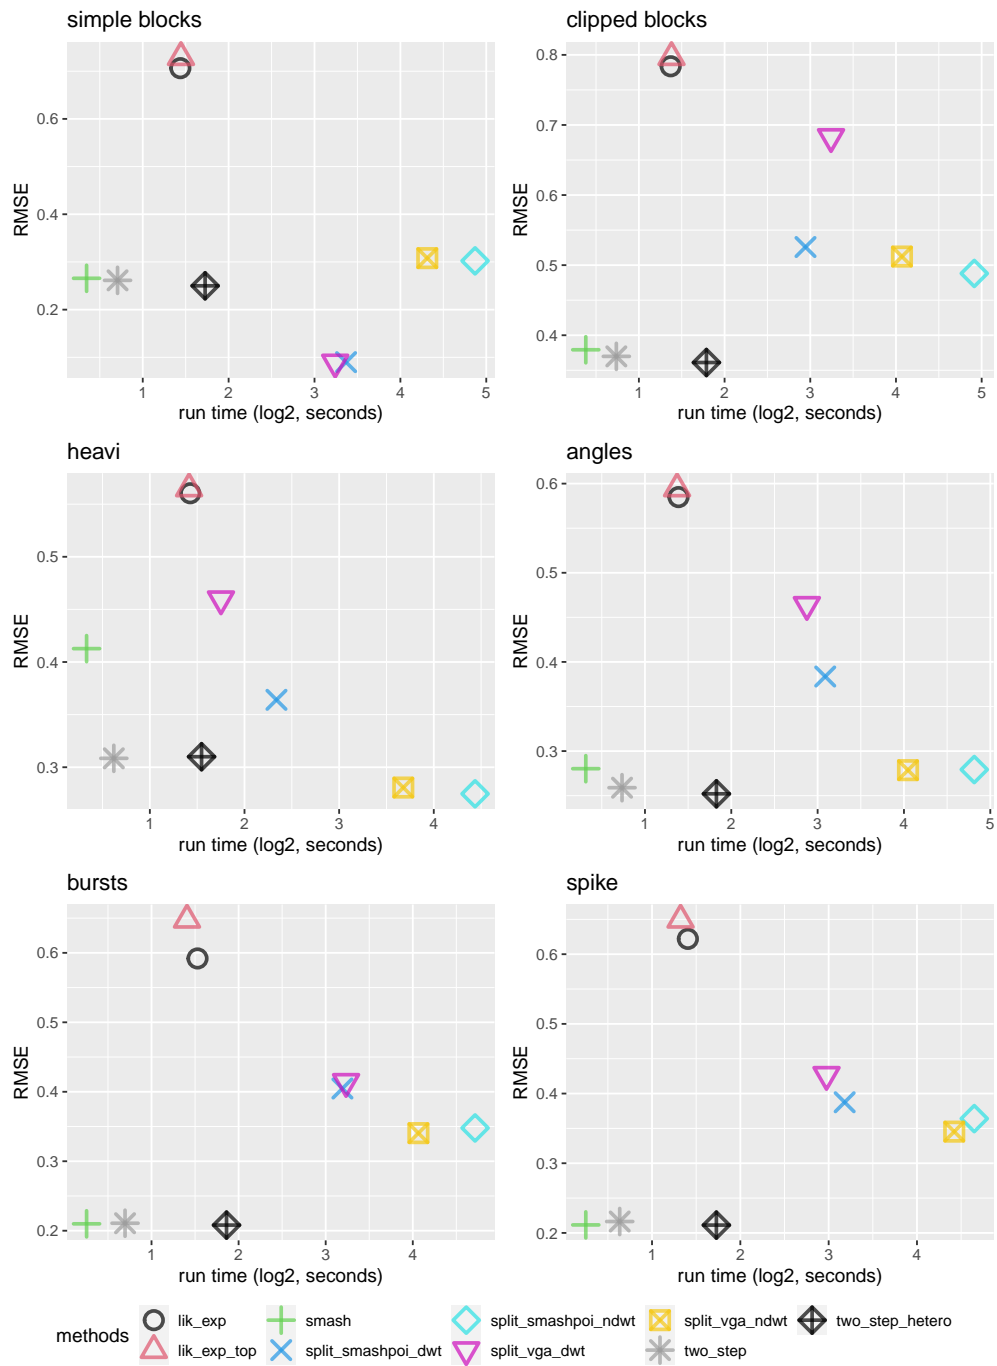 simple blocks
RMSE
0.6
0.4
0.2
1 2 3 4 5
run time (log2, seconds)
clipped blocks
RMSE
0.8
0.7
0.6
0.5
0.4
1 2 3 4 5
run time (log2, seconds)
heavi
RMSE
0.5
0.4
0.3
1 2 3 4
run time (log2, seconds)
angles
RMSE
0.6
0.5
0.4
0.3
1 2 3 4 5
run time (log2, seconds)
bursts
RMSE
0.6
0.5
0.4
0.3
0.2
1 2 3 4
run time (log2, seconds)
spike
RMSE
0.6
0.5
0.4
0.3
0.2
1 2 3 4
run time (log2, seconds)
methods
lik_exp smash split_smashpoi_ndwt split_vga_ndwt two_step_hetero
lik_exp_top split_smashpoi_dwt split_vga_dwt two_step